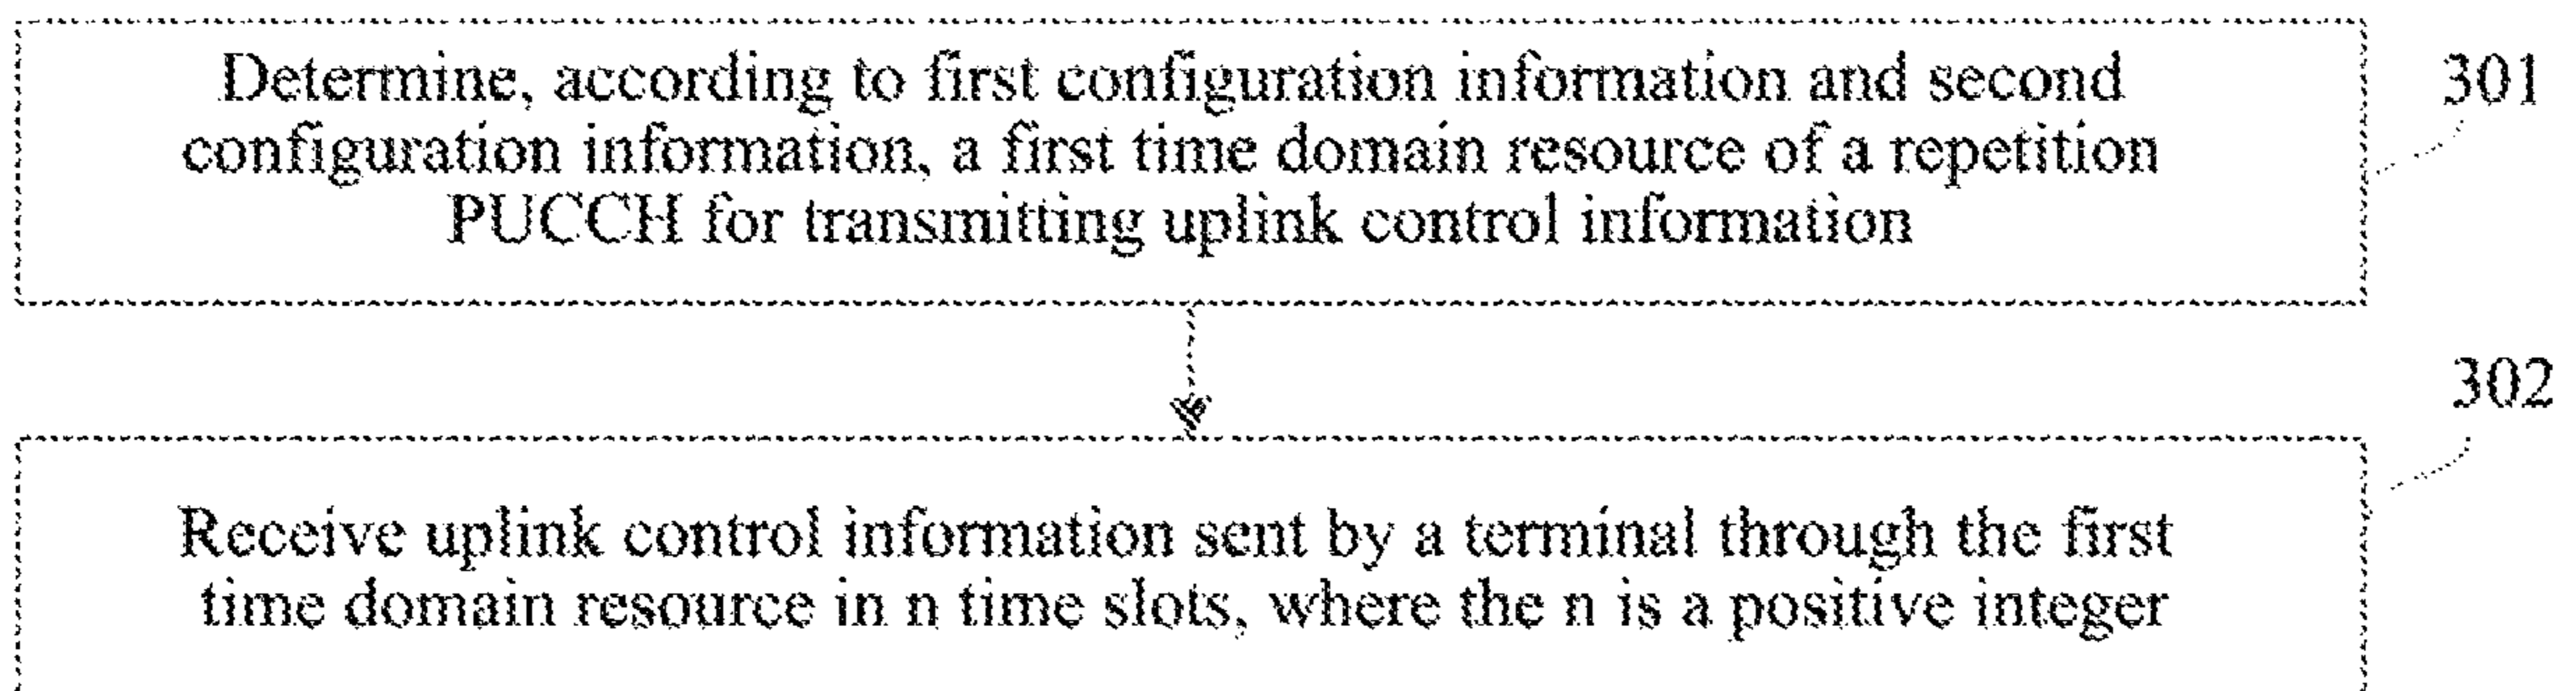 Determine, according to first configuration information and second
301
configuration information, a first time domain resource of a repetition
PUCCH for transmitting uplink control information
302
Receive uplink control information sent by a terminal through the first
time domain resource in n time slots, where the n is a positive integer